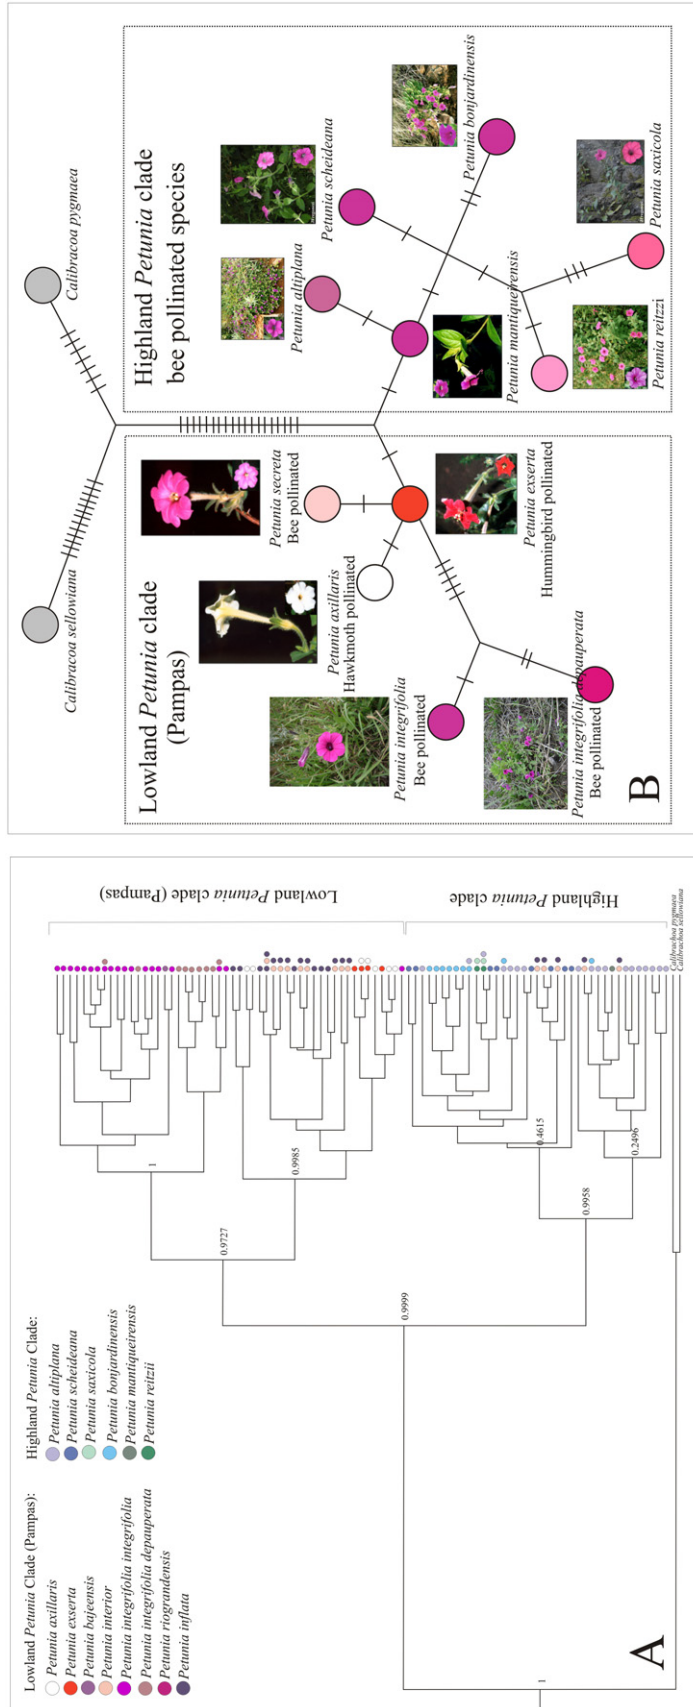 Lowland Petunia Clade (Pampas):
Petunia axillaris
Petunia exserta
Petunia bajeensis
Petunia interior
Petunia integrifolia integrifolia
Petunia integrifolia depauperata
Petunia riograndensis
Petunia inflata
Highland Petunia Clade:
Petunia altiplana
Petunia scheideana
Petunia saxicola
Petunia bonjardinensis
Petunia mantiqueirensis
Petunia reitzii
1
0.9999
0.9727
1
0.9985
0.9958
0.4615
0.2496
Lowland Petunia clade (Pampas)
Highland Petunia clade
Calibrachoa pygmaea
Calibrachoa sellowiana
A
Calibracoa sellowiana
Calibracoa pygmaea
Lowland Petunia clade
(Pampas)
Highland Petunia clade
bee pollinated species
Petunia secreta
Bee pollinated
Petunia axillaris
Hawkmoth pollinated
Petunia exserta
Hummingbird pollinated
Petunia integrifolia
Bee pollinated
Petunia integrifolia depauperata
Bee pollinated
Petunia altiplana
Petunia scheideana
Petunia bonjardinensis
Petunia mantiqueirensis
Petunia reitzzi
Petunia saxicola
B